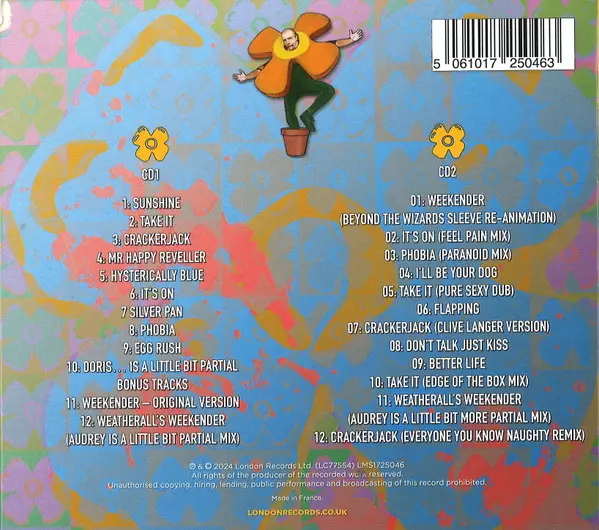 5 061017 250463
CD1
1: SUNSHINE
2: TAKE IT
3: CRACKERJACK
4: MR HAPPY REVELLER
5: HYSTERICALLY BLUE
6: IT'S ON
7 SILVER PAN
8: PHOBIA
9: EGG RUSH
10: DORIS... IS A LITTLE BIT PARTIAL
BONUS TRACKS
11: WEEKENDER – ORIGINAL VERSION
12: WEATHERALL'S WEEKENDER
(AUDREY IS A LITTLE BIT PARTIAL MIX)
CD2
01: WEEKENDER
(BEYOND THE WIZARDS SLEEVE RE-ANIMATION)
02: IT'S ON (FEEL PAIN MIX)
03: PHOBIA (PARANOID MIX)
04: I'LL BE YOUR DOG
05: TAKE IT (PURE SEXY DUB)
06: FLAPPING
07: CRACKERJACK (CLIVE LANGER VERSION)
08: DON'T TALK JUST KISS
09: BETTER LIFE
10: TAKE IT (EDGE OF THE BOX MIX)
11: WEATHERALL'S WEEKENDER
(AUDREY IS A LITTLE BIT MORE PARTIAL MIX)
12: CRACKERJACK (EVERYONE YOU KNOW NAUGHTY REMIX)
℗ & © 2024 London Records Ltd. (LC77554) LMS1725046
All rights of the producer of the recorded work reserved.
Unauthorised copying, hiring, lending, public performance and broadcasting of this record prohibited.
Made in France.
LONDONRECORDS.CO.UK